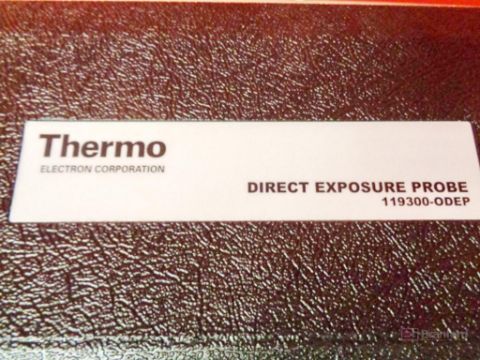 Thermo
ELECTRON CORPORATION
DIRECT EXPOSURE PROBE
119300-ODEP